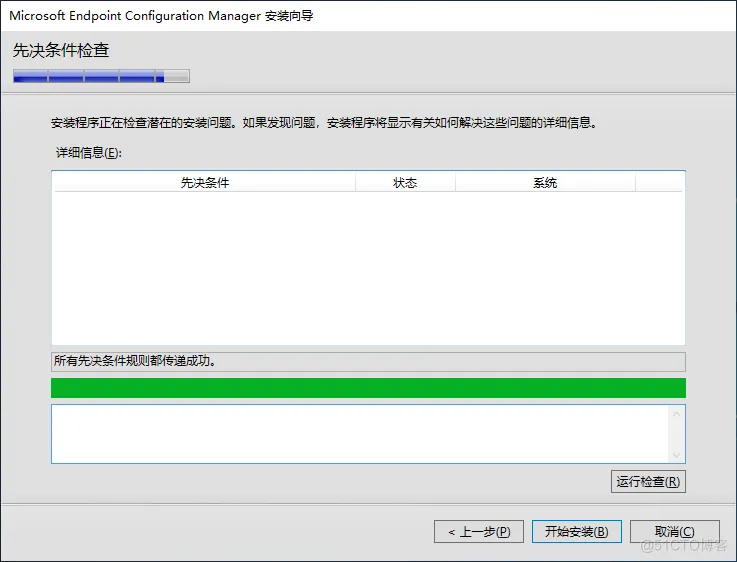 Microsoft Endpoint Configuration Manager 安装向导
先决条件检查
安装程序正在检查潜在的安装问题。如果发现问题，安装程序将显示有关如何解决这些问题的详细信息。
详细信息(E):
先决条件 状态 系统
所有先决条件规则都传递成功。
运行检查(R)
< 上一步(P) 开始安装(B) 取消(C)
@51CTO博客